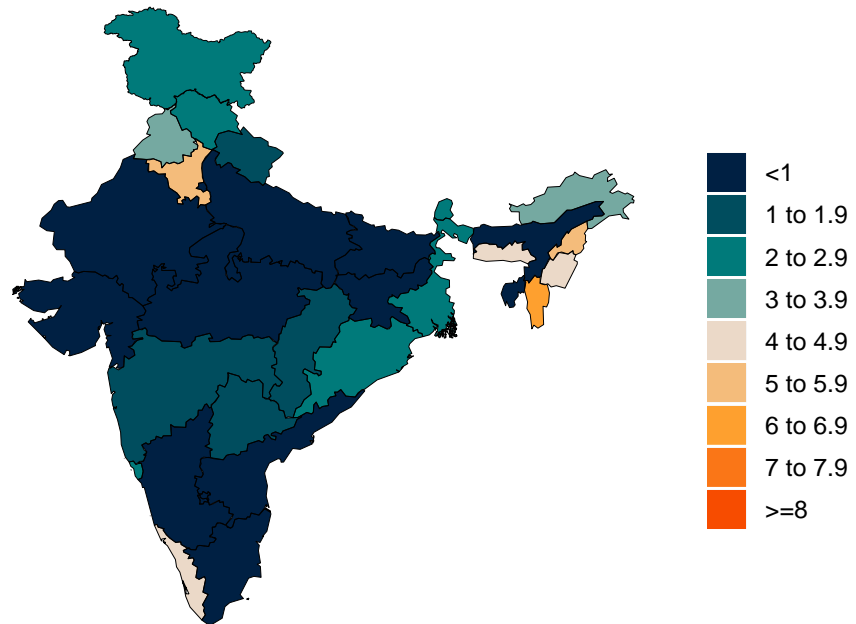 <1
1 to 1.9
2 to 2.9
3 to 3.9
4 to 4.9
5 to 5.9
6 to 6.9
7 to 7.9
>=8